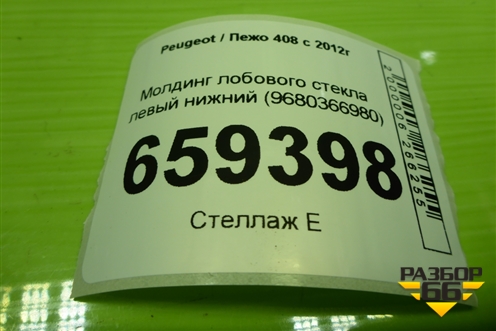 Peugeot / Пежо 408 с 2012г
Молдинг лобового стекла
левый нижний (9680366980)
659398
Стеллаж Е
2000006266255
РАЗБОР
66